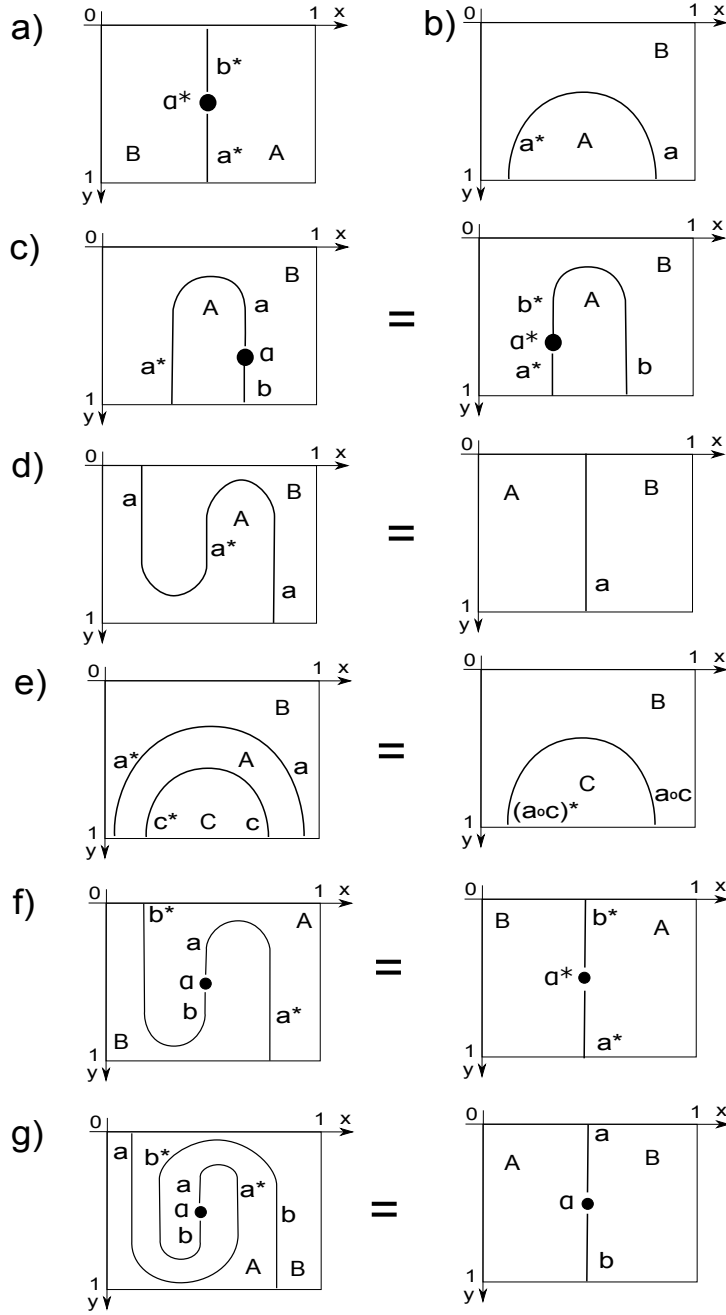 a) 0 1 x b* ɑ* B a* A 1 y
b) 0 1 x B a* A a 1 y
c) 0 1 x B A a a* ɑ b 1 y = 0 1 x B b* A ɑ* a* b 1 y
d) 0 1 x a B A a* a 1 y = 0 1 x A B a 1 y
e) 0 1 x B a* A a c* C c 1 y = 0 1 x B C (a∘c)* a∘c 1 y
f) 0 1 x b* A a ɑ b a* B 1 y = 0 1 x B b* A ɑ* a* 1 y
g) 0 1 x a b* a a* ɑ b b A B 1 y = 0 1 x a A B ɑ b 1 y